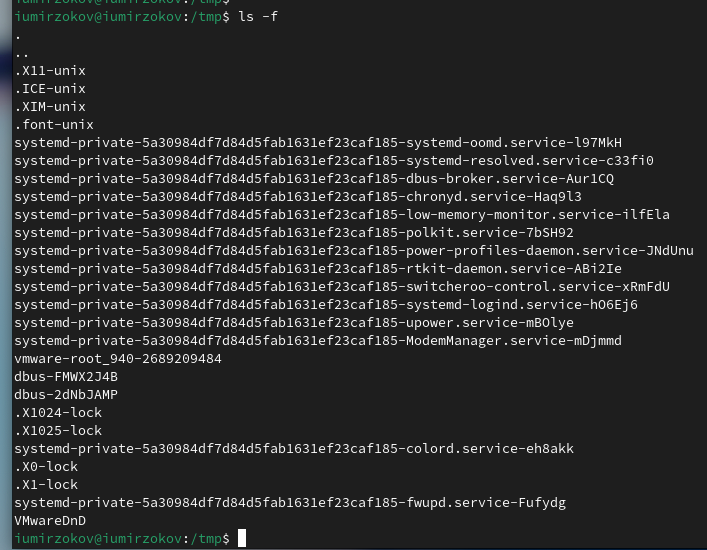 iumirzokov@iumirzokov:/tmp$
iumirzokov@iumirzokov:/tmp$ ls -f
.
..
.X11-unix
.ICE-unix
.XIM-unix
.font-unix
systemd-private-5a30984df7d84d5fab1631ef23caf185-systemd-oomd.service-l97MkH
systemd-private-5a30984df7d84d5fab1631ef23caf185-systemd-resolved.service-c33fi0
systemd-private-5a30984df7d84d5fab1631ef23caf185-dbus-broker.service-Aur1CQ
systemd-private-5a30984df7d84d5fab1631ef23caf185-chronyd.service-Haq9l3
systemd-private-5a30984df7d84d5fab1631ef23caf185-low-memory-monitor.service-ilfEla
systemd-private-5a30984df7d84d5fab1631ef23caf185-polkit.service-7bSH92
systemd-private-5a30984df7d84d5fab1631ef23caf185-power-profiles-daemon.service-JNdUnu
systemd-private-5a30984df7d84d5fab1631ef23caf185-rtkit-daemon.service-ABi2Ie
systemd-private-5a30984df7d84d5fab1631ef23caf185-switcheroo-control.service-xRmFdU
systemd-private-5a30984df7d84d5fab1631ef23caf185-systemd-logind.service-hO6Ej6
systemd-private-5a30984df7d84d5fab1631ef23caf185-upower.service-mBOlye
systemd-private-5a30984df7d84d5fab1631ef23caf185-ModemManager.service-mDjmmd
vmware-root_940-2689209484
dbus-FMWX2J4B
dbus-2dNbJAMP
.X1024-lock
.X1025-lock
systemd-private-5a30984df7d84d5fab1631ef23caf185-colord.service-eh8akk
.X0-lock
.X1-lock
systemd-private-5a30984df7d84d5fab1631ef23caf185-fwupd.service-Fufydg
VMwareDnD
iumirzokov@iumirzokov:/tmp$